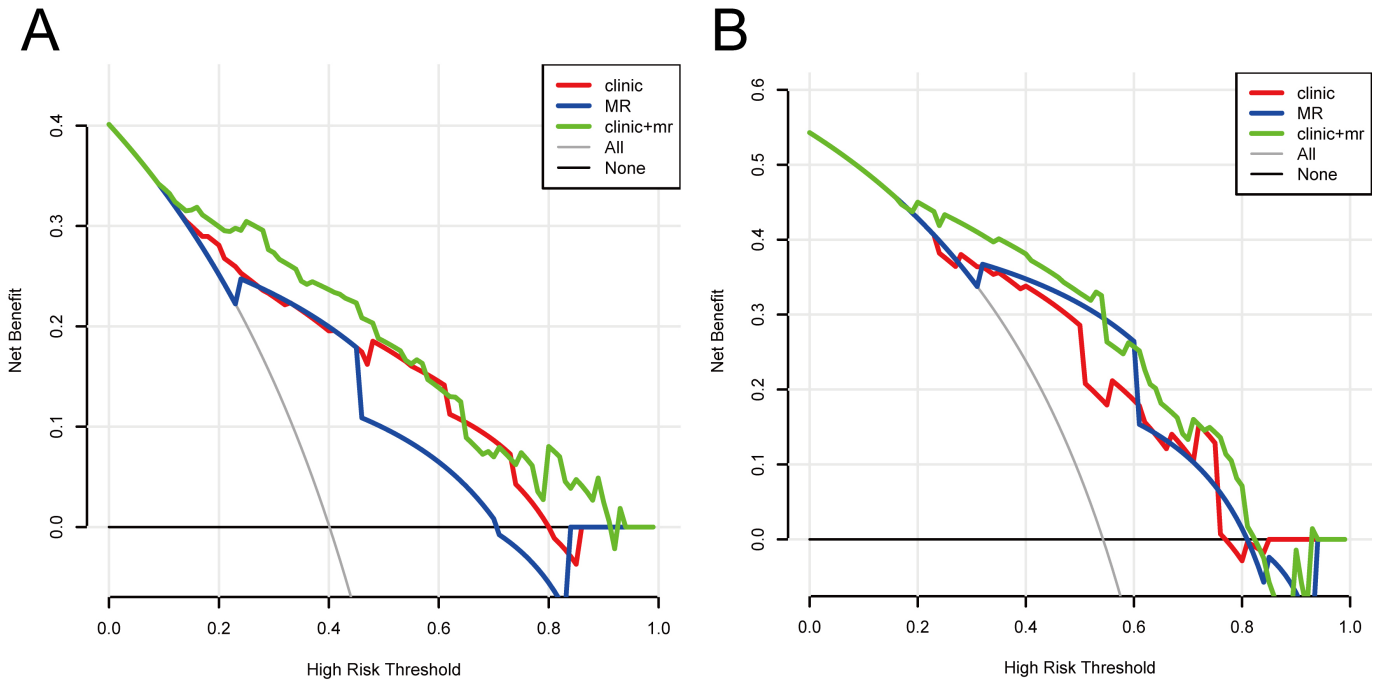 A
clinic
MR
clinic+mr
All
None
Net Benefit
0.4
0.3
0.2
0.1
0.0
0.0 0.2 0.4 0.6 0.8 1.0
High Risk Threshold
B
clinic
MR
clinic+mr
All
None
Net Benefit
0.6
0.5
0.4
0.3
0.2
0.1
0.0
0.0 0.2 0.4 0.6 0.8 1.0
High Risk Threshold